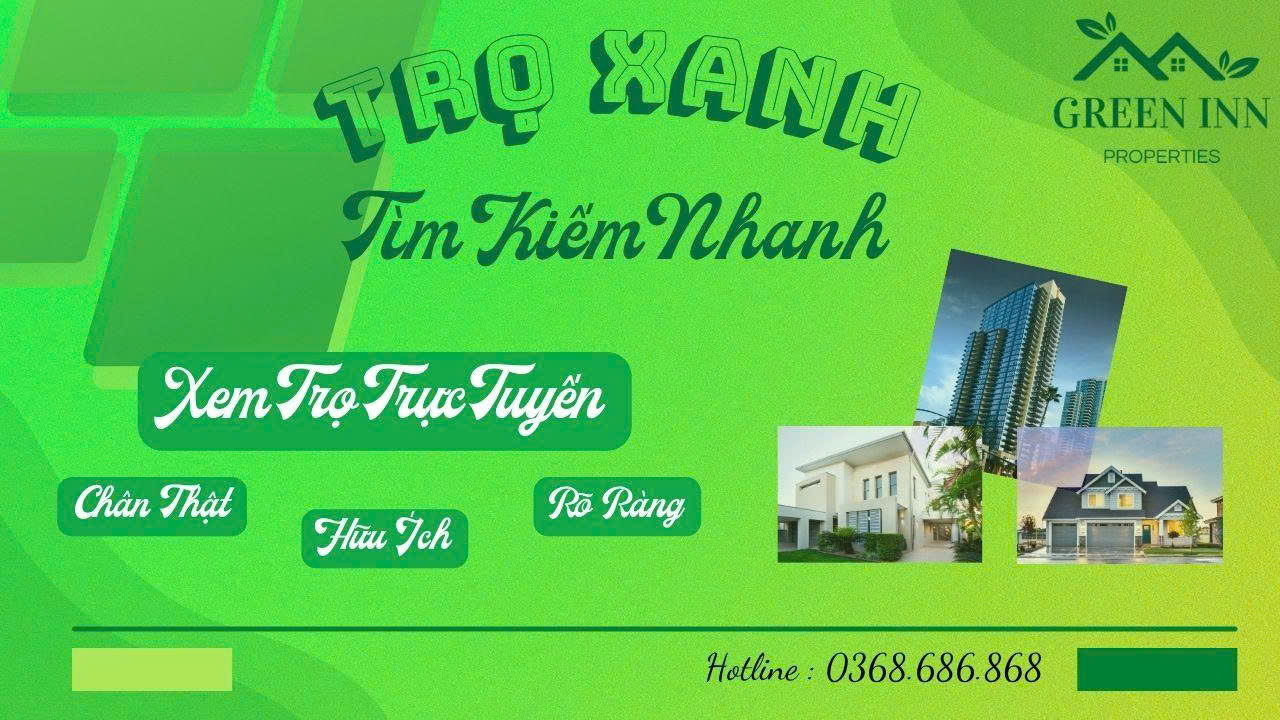 TRỌ XANH
GREEN INN
PROPERTIES
Tìm Kiếm Nhanh
Xem Trọ Trực Tuyến
Chân Thật
Hữu Ích
Rõ Ràng
Hotline : 0368.686.868